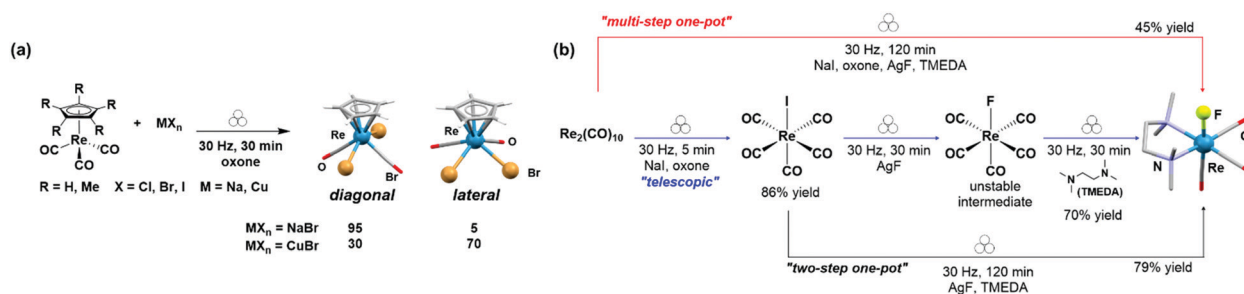 (a)
R
R
R
R
R
Re
OC
CO
CO
+ MXn
30 Hz, 30 min
oxone
R = H, Me X = Cl, Br, I M = Na, Cu
Re
O
Br
diagonal
Re
O
Br
lateral
MXn = NaBr 95 5
MXn = CuBr 30 70
(b)
"multi-step one-pot"
30 Hz, 120 min
NaI, oxone, AgF, TMEDA
45% yield
Re2(CO)10
30 Hz, 5 min
NaI, oxone
"telescopic"
I
OC
CO
Re
OC
CO
CO
86% yield
30 Hz, 30 min
AgF
F
OC
CO
Re
OC
CO
CO
unstable
intermediate
30 Hz, 30 min
N
N
(TMEDA)
70% yield
F
O
N
Re
"two-step one-pot"
30 Hz, 120 min
AgF, TMEDA
79% yield